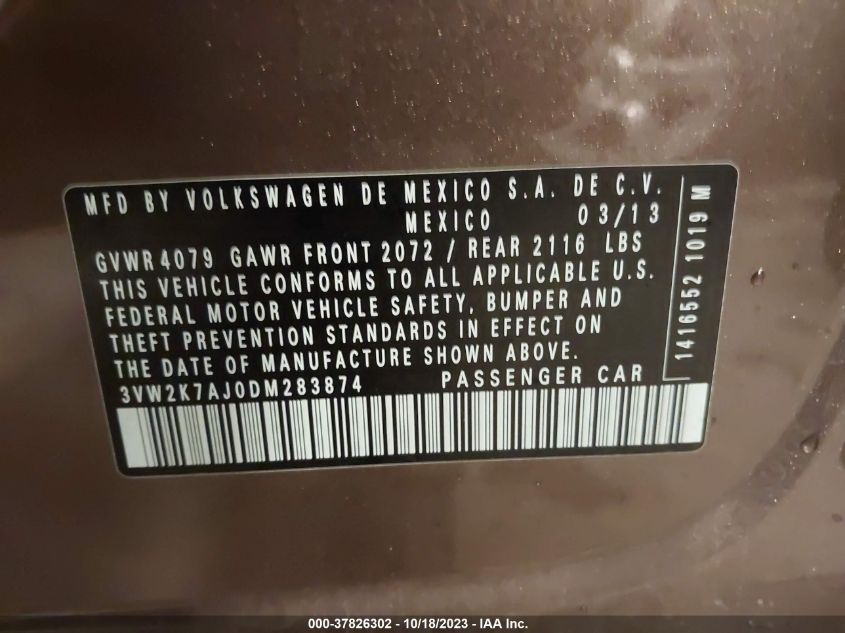 MFD BY VOLKSWAGEN DE MEXICO S.A. DE C.V.
MEXICO 03/13
GVWR4079 GAWR FRONT 2072 / REAR 2116 LBS
THIS VEHICLE CONFORMS TO ALL APPLICABLE U.S.
FEDERAL MOTOR VEHICLE SAFETY, BUMPER AND
THEFT PREVENTION STANDARDS IN EFFECT ON
THE DATE OF MANUFACTURE SHOWN ABOVE.
3VW2K7AJ0DM283874 PASSENGER CAR
1416552 1019 M
000-37826302 - 10/18/2023 - IAA Inc.